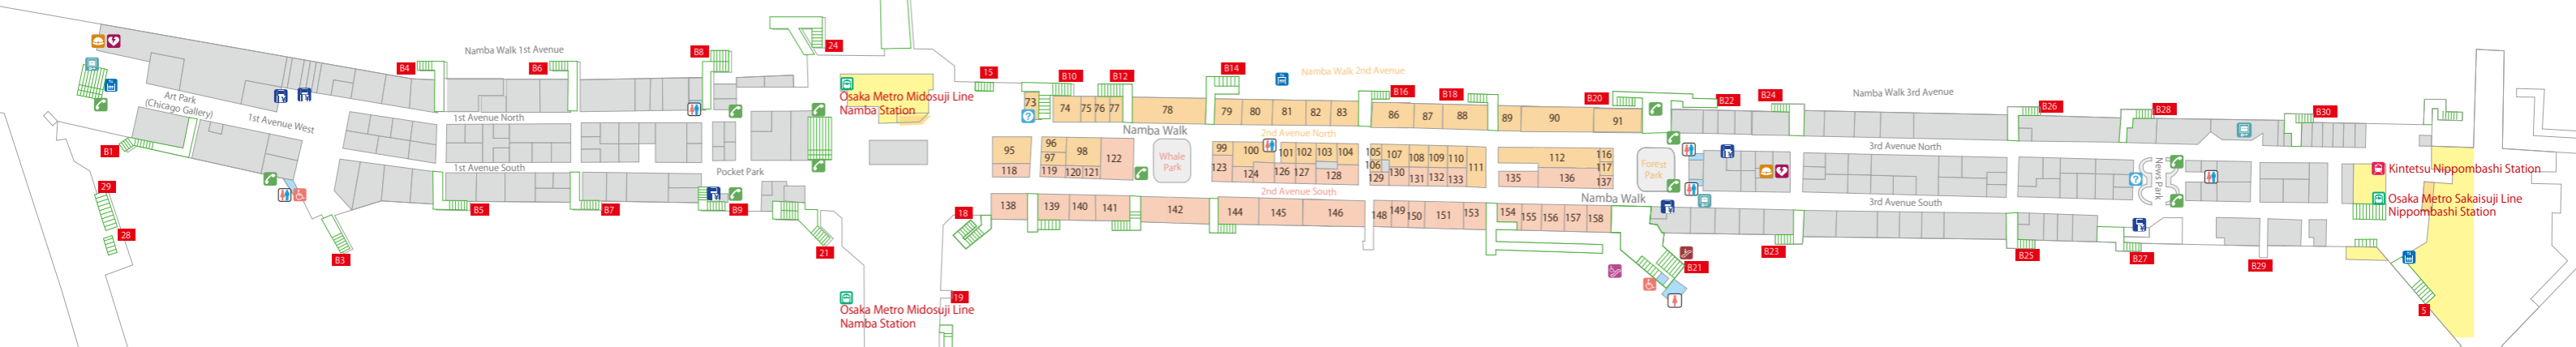 Namba Walk 1st Avenue
B4
B6
B8
24
Osaka Metro Midosuji Line
Namba Station
Art Park
(Chicago Gallery)
1st Avenue West
1st Avenue North
1st Avenue South
Pocket Park
B1
29
28
B3
B5
B7
B9
21
Osaka Metro Midosuji Line
Namba Station
15
B10
B12
B14
Namba Walk 2nd Avenue
B16
B18
B20
73
74
75
76
77
78
79
80
81
82
83
86
87
88
89
90
91
Namba Walk
2nd Avenue North
95
96
97
98
122
Whale
Park
99
100
101
102
103
104
105
106
107
108
109
110
111
112
116
117
118
119
120
121
123
124
126
127
128
129
130
131
132
133
135
136
137
Forest
Park
2nd Avenue South
Namba Walk
138
139
140
141
142
144
145
146
148
149
150
151
153
154
155
156
157
158
18
19
B22
B24
Namba Walk 3rd Avenue
B26
B28
B30
3rd Avenue North
3rd Avenue South
News Park
B21
B23
B25
B27
B29
Kintetsu Nippombashi Station
Osaka Metro Sakaisuji Line
Nippombashi Station
5